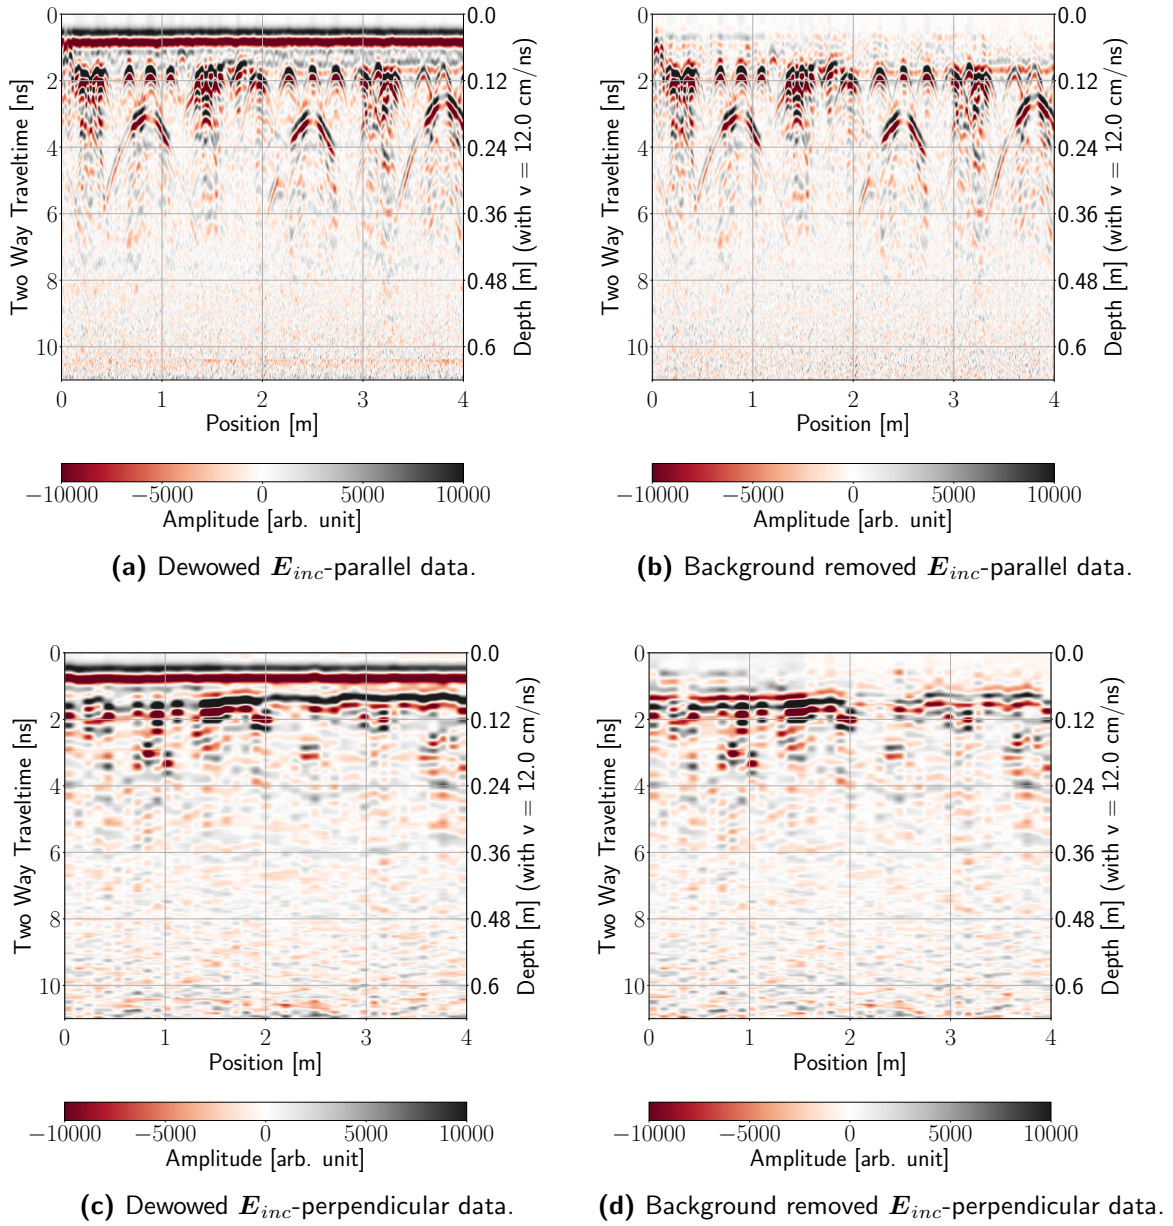 0
2
4
6
8
10
Two Way Traveltime [ns]
0.0
0.12
0.24
0.36
0.48
0.6
Depth [m] (with v = 12.0 cm/ns)
0 1 2 3 4
Position [m]
−10000 −5000 0 5000 10000
Amplitude [arb. unit]
(a) Dewowed E_inc-parallel data.
0
2
4
6
8
10
Two Way Traveltime [ns]
0.0
0.12
0.24
0.36
0.48
0.6
Depth [m] (with v = 12.0 cm/ns)
0 1 2 3 4
Position [m]
−10000 −5000 0 5000 10000
Amplitude [arb. unit]
(b) Background removed E_inc-parallel data.
0
2
4
6
8
10
Two Way Traveltime [ns]
0.0
0.12
0.24
0.36
0.48
0.6
Depth [m] (with v = 12.0 cm/ns)
0 1 2 3 4
Position [m]
−10000 −5000 0 5000 10000
Amplitude [arb. unit]
(c) Dewowed E_inc-perpendicular data.
0
2
4
6
8
10
Two Way Traveltime [ns]
0.0
0.12
0.24
0.36
0.48
0.6
Depth [m] (with v = 12.0 cm/ns)
0 1 2 3 4
Position [m]
−10000 −5000 0 5000 10000
Amplitude [arb. unit]
(d) Background removed E_inc-perpendicular data.